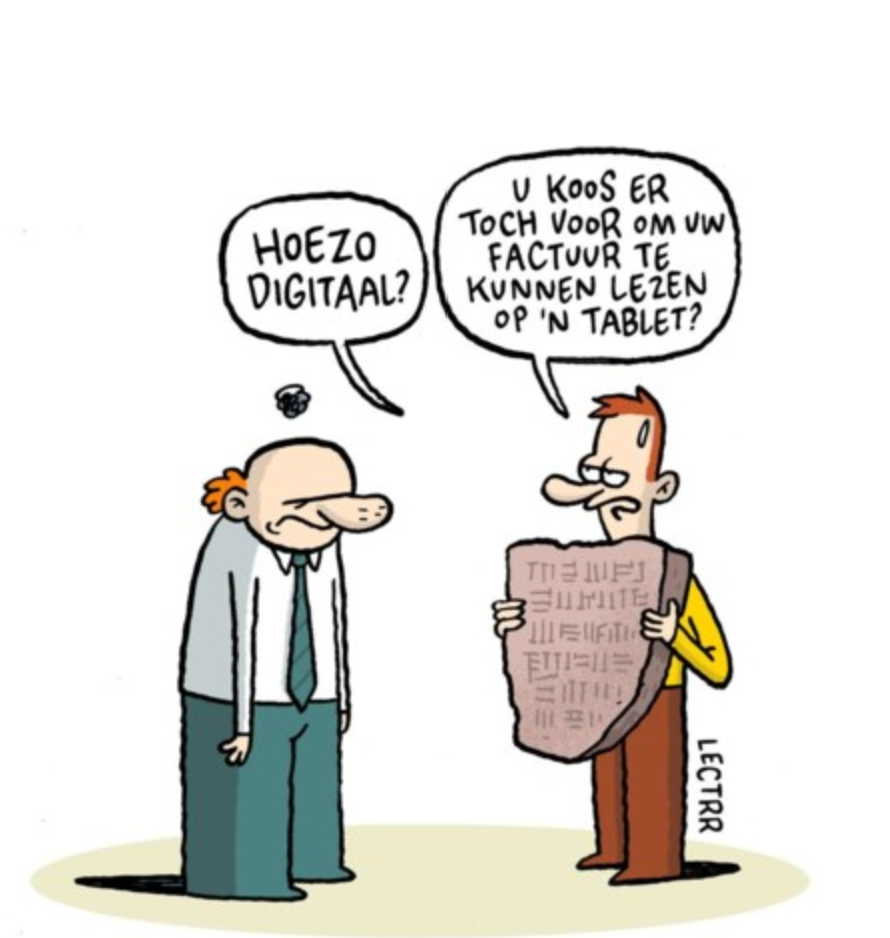 HOEZO
DIGITAAL?
U KOOS ER
TOCH VOOR OM UW
FACTUUR TE
KUNNEN LEZEN
OP 'N TABLET?
LECTRR